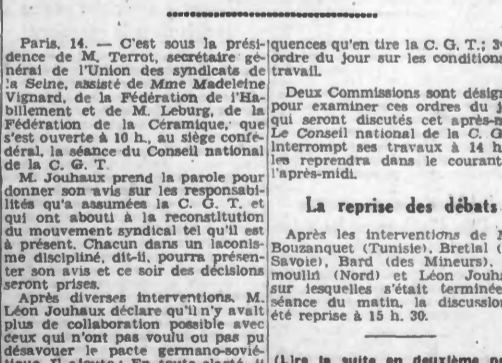 Paris, 14. — C'est sous la prési-
dence de M. Terrot, secrétaire gé-
néral de l'Union des syndicats de
la Seine, assisté de Mme Madeleine
Vignard, de la Fédération de l'Ha-
billement et de M. Leburg, de la
Fédération de la Céramique, que
s'est ouverte à 10 h., au siège confé-
déral, la séance du Conseil national
de la C. G. T.
M. Jouhaux prend la parole pour
donner son avis sur les responsabi-
lités qu'a assumées la C. G. T. et
qui ont abouti à la reconstitution
du mouvement syndical tel qu'il est
à présent. Chacun dans un laconis-
me discipliné, dit-il, pourra présen-
ter son avis et ce soir des décisions
seront prises.
Après diverses interventions, M.
Léon Jouhaux déclare qu'il n'y avait
plus de collaboration possible avec
ceux qui n'ont pas voulu ou pas pu
désavouer le pacte germano-sovié-
quences qu'en tire la C. G. T.;
ordre du jour sur les conditions
travail.
Deux Commissions sont désig
pour examiner ces ordres du j
qui seront discutés cet après-m
Le Conseil national de la C. G
interrompt ses travaux à 14 h
les reprendra dans le courant
l'après-midi.
La reprise des débats
Après les interventions de
Bouzanquet (Tunisie), Bretial (
Savoie), Bard (des Mineurs),
moulin (Nord) et Léon Jouha
sur lesquelles s'était terminée
séance du matin, la discussion
été reprise à 15 h. 30.
(Lire la suite en deuxième